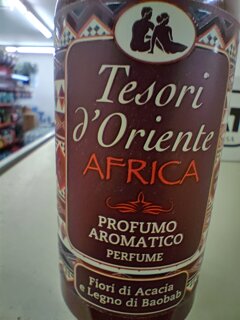 Tesori
d'Oriente
AFRICA
PROFUMO
AROMATICO
PERFUME
Fiori di Acacia
e Legno di Baobab